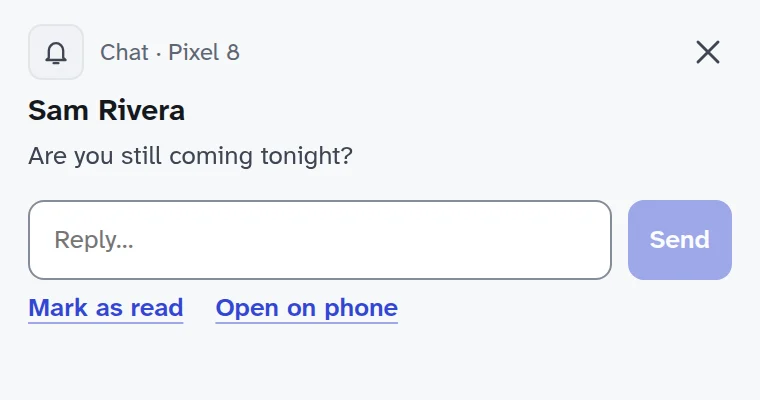 Chat · Pixel 8
Sam Rivera
Are you still coming tonight?
Reply...
Send
Mark as read
Open on phone